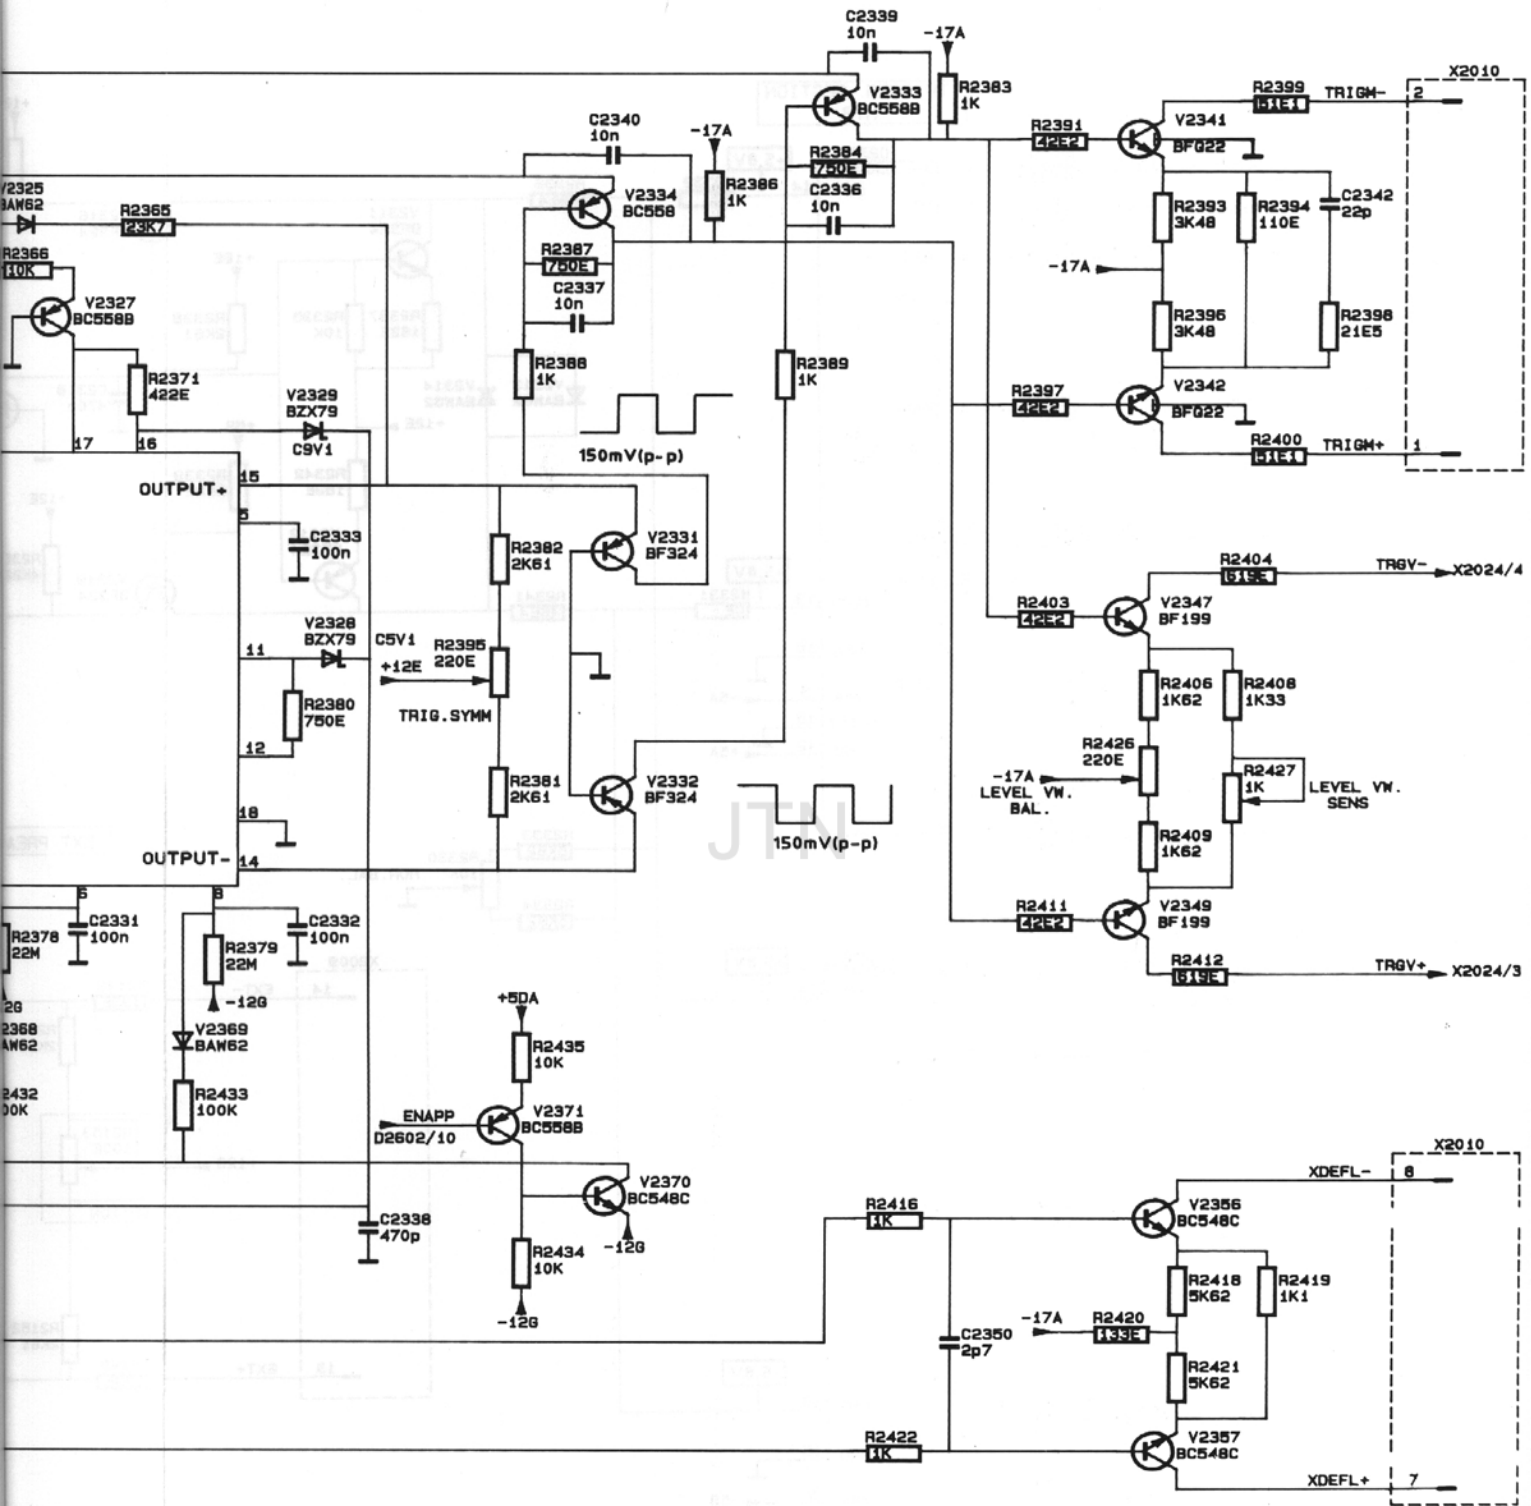 C2339
10n
-17A
R2383
1K
V2333
BC558B
X2010
R2399
51E1
TRIGM-
2
C2340
10n
-17A
R2391
42E2
V2341
BFQ22
R2384
750E
C2336
10n
V2334
BC558
R2386
1K
V2325
BAW62
R2365
23K7
R2393
3K48
R2394
110E
C2342
22p
R2387
750E
C2337
10n
-17A
R2366
10K
V2327
BC558B
R2396
3K48
R2398
21E5
R2388
1K
R2389
1K
R2371
422E
V2329
BZX79
C9V1
R2397
42E2
V2342
BFQ22
150mV(p-p)
17
16
R2400
51E1
TRIGM+
1
OUTPUT+
15
5
C2333
100n
R2382
2K61
V2331
BF324
R2404
619E
TRGV-
X2024/4
R2403
42E2
V2347
BF199
V2328
BZX79
C5V1
11
R2395
220E
+12E
TRIG.SYMM
R2380
750E
R2406
1K62
R2408
1K33
12
R2426
220E
-17A
LEVEL VW.
BAL.
R2427
1K
LEVEL VW.
SENS
R2381
2K61
V2332
BF324
18
JTN
150mV(p-p)
R2409
1K62
OUTPUT-
14
6
8
C2331
100n
C2332
100n
R2378
22M
R2379
22M
-12G
R2411
42E2
V2349
BF199
R2412
619E
TRGV+
X2024/3
+5DA
V2369
BAW62
R2435
10K
R2433
100K
ENAPP
D2602/10
V2371
BC558B
X2010
XDEFL-
8
V2370
BC548C
-12G
C2338
470p
R2434
10K
-12G
R2416
1K
V2356
BC548C
R2418
5K62
R2419
1K1
-17A
R2420
133E
C2350
2p7
R2421
5K62
R2422
1K
V2357
BC548C
XDEFL+
7